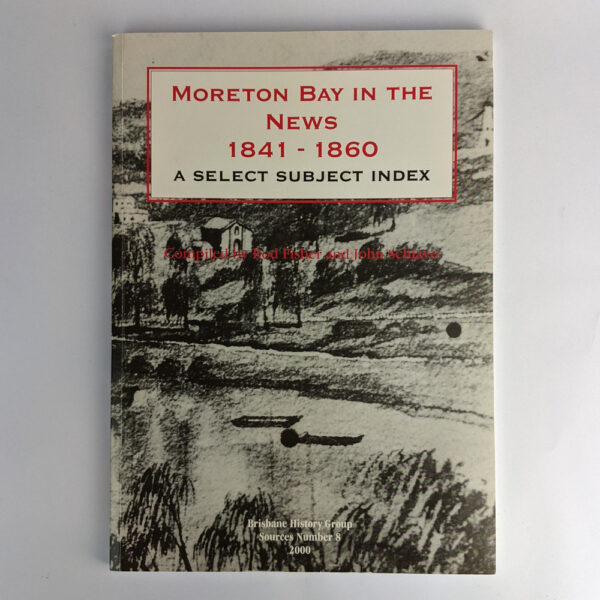 MORETON BAY IN THE
NEWS
1841 - 1860
A SELECT SUBJECT INDEX
Compiled by Rod Fisher and John
Brisbane History Group
Sources Number 8
2000